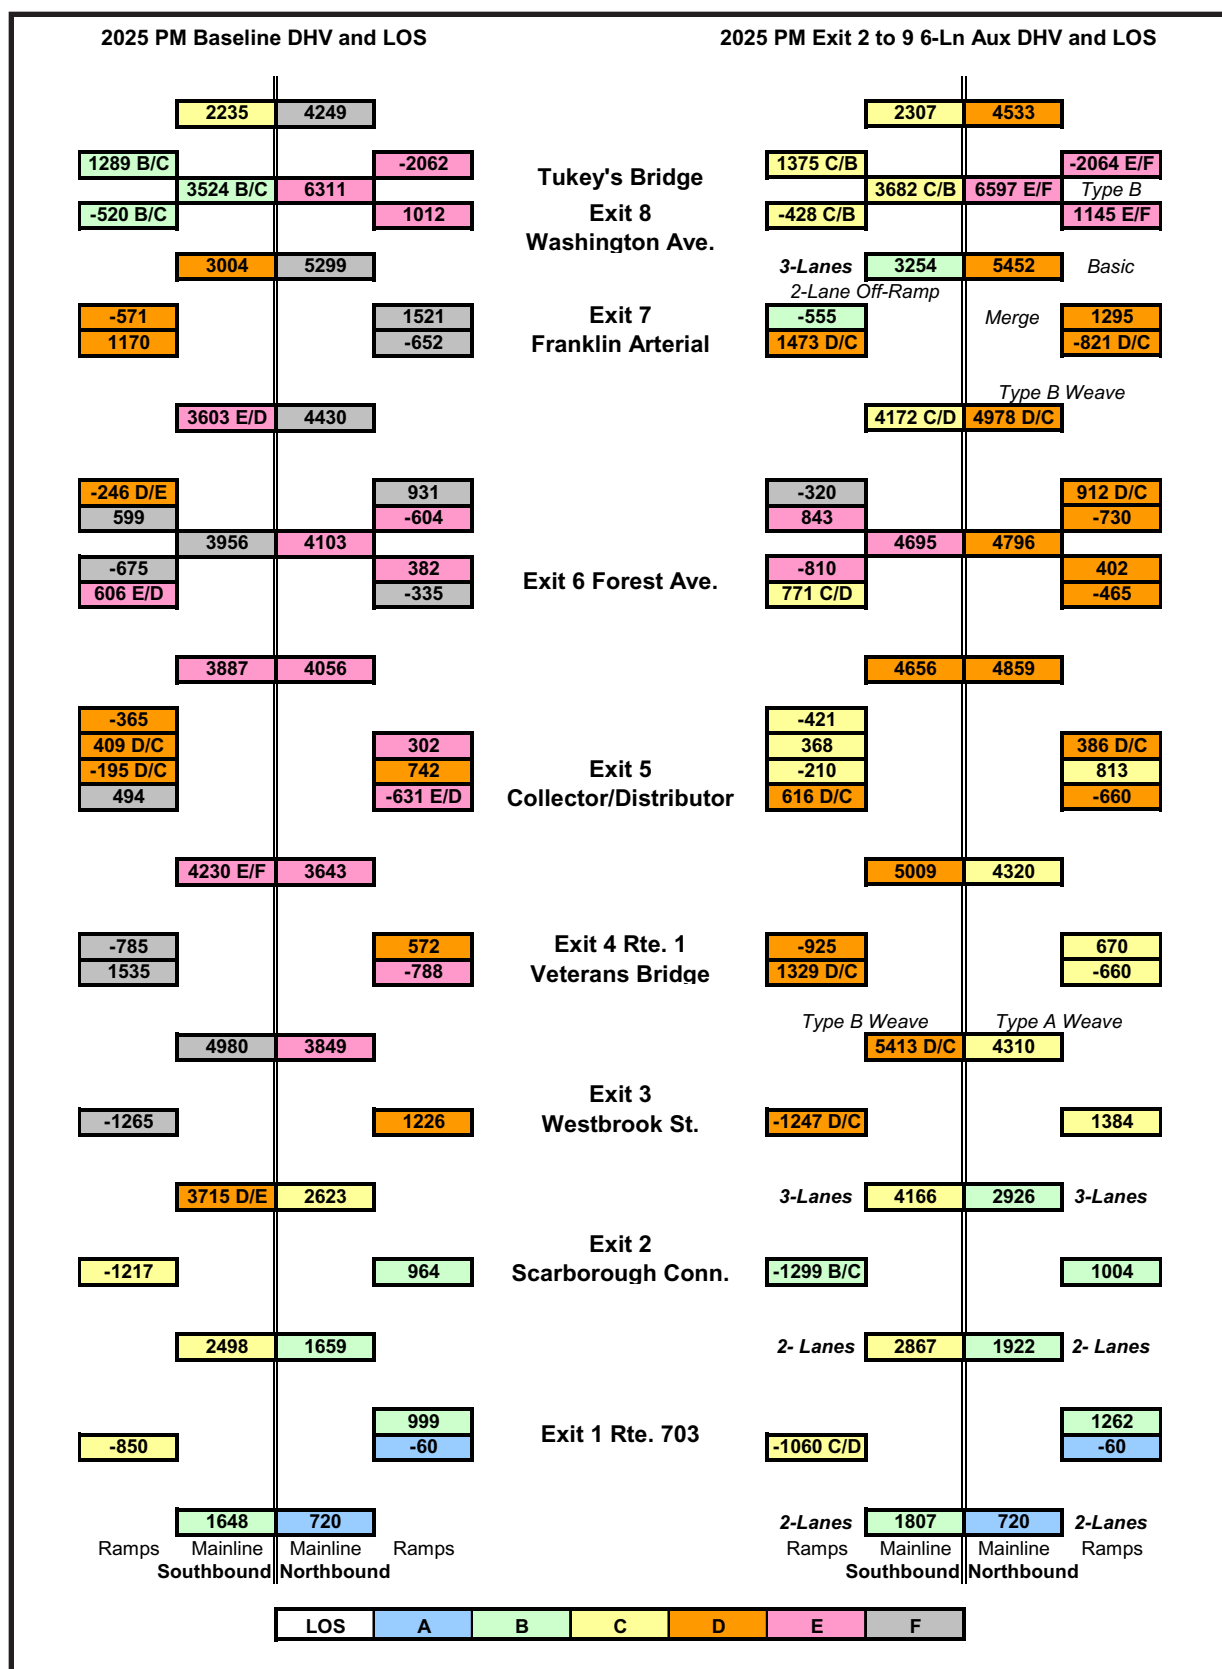 2025 PM Baseline DHV and LOS 2025 PM Exit 2 to 9 6-Ln Aux DHV and LOS
2235 4249 2307 4533
1289 B/C -2062 1375 C/B -2064 E/F
Tukey's Bridge
3524 B/C 6311 3682 C/B 6597 E/F Type B
-520 B/C 1012 Exit 8 -428 C/B 1145 E/F
Washington Ave.
3004 5299 3-Lanes 3254 5452 Basic
2-Lane Off-Ramp
-571 1521 Exit 7 -555 Merge 1295
1170 -652 Franklin Arterial 1473 D/C -821 D/C
Type B Weave
3603 E/D 4430 4172 C/D 4978 D/C
-246 D/E 931 -320 912 D/C
599 -604 843 -730
3956 4103 4695 4796
-675 382 -810 402
Exit 6 Forest Ave.
606 E/D -335 771 C/D -465
3887 4056 4656 4859
-365 -421
409 D/C 302 368 386 D/C
-195 D/C 742 Exit 5 -210 813
494 -631 E/D Collector/Distributor 616 D/C -660
4230 E/F 3643 5009 4320
-785 572 Exit 4 Rte. 1 -925 670
1535 -788 Veterans Bridge 1329 D/C -660
Type B Weave Type A Weave
4980 3849 5413 D/C 4310
Exit 3
-1265 1226 Westbrook St. -1247 D/C 1384
3715 D/E 2623 3-Lanes 4166 2926 3-Lanes
Exit 2
-1217 964 Scarborough Conn. -1299 B/C 1004
2498 1659 2- Lanes 2867 1922 2- Lanes
999 1262
Exit 1 Rte. 703
-850 -60 -1060 C/D -60
1648 720 2-Lanes 1807 720 2-Lanes
Ramps Mainline Mainline Ramps Ramps Mainline Mainline Ramps
Southbound Northbound Southbound Northbound
LOS A B C D E F